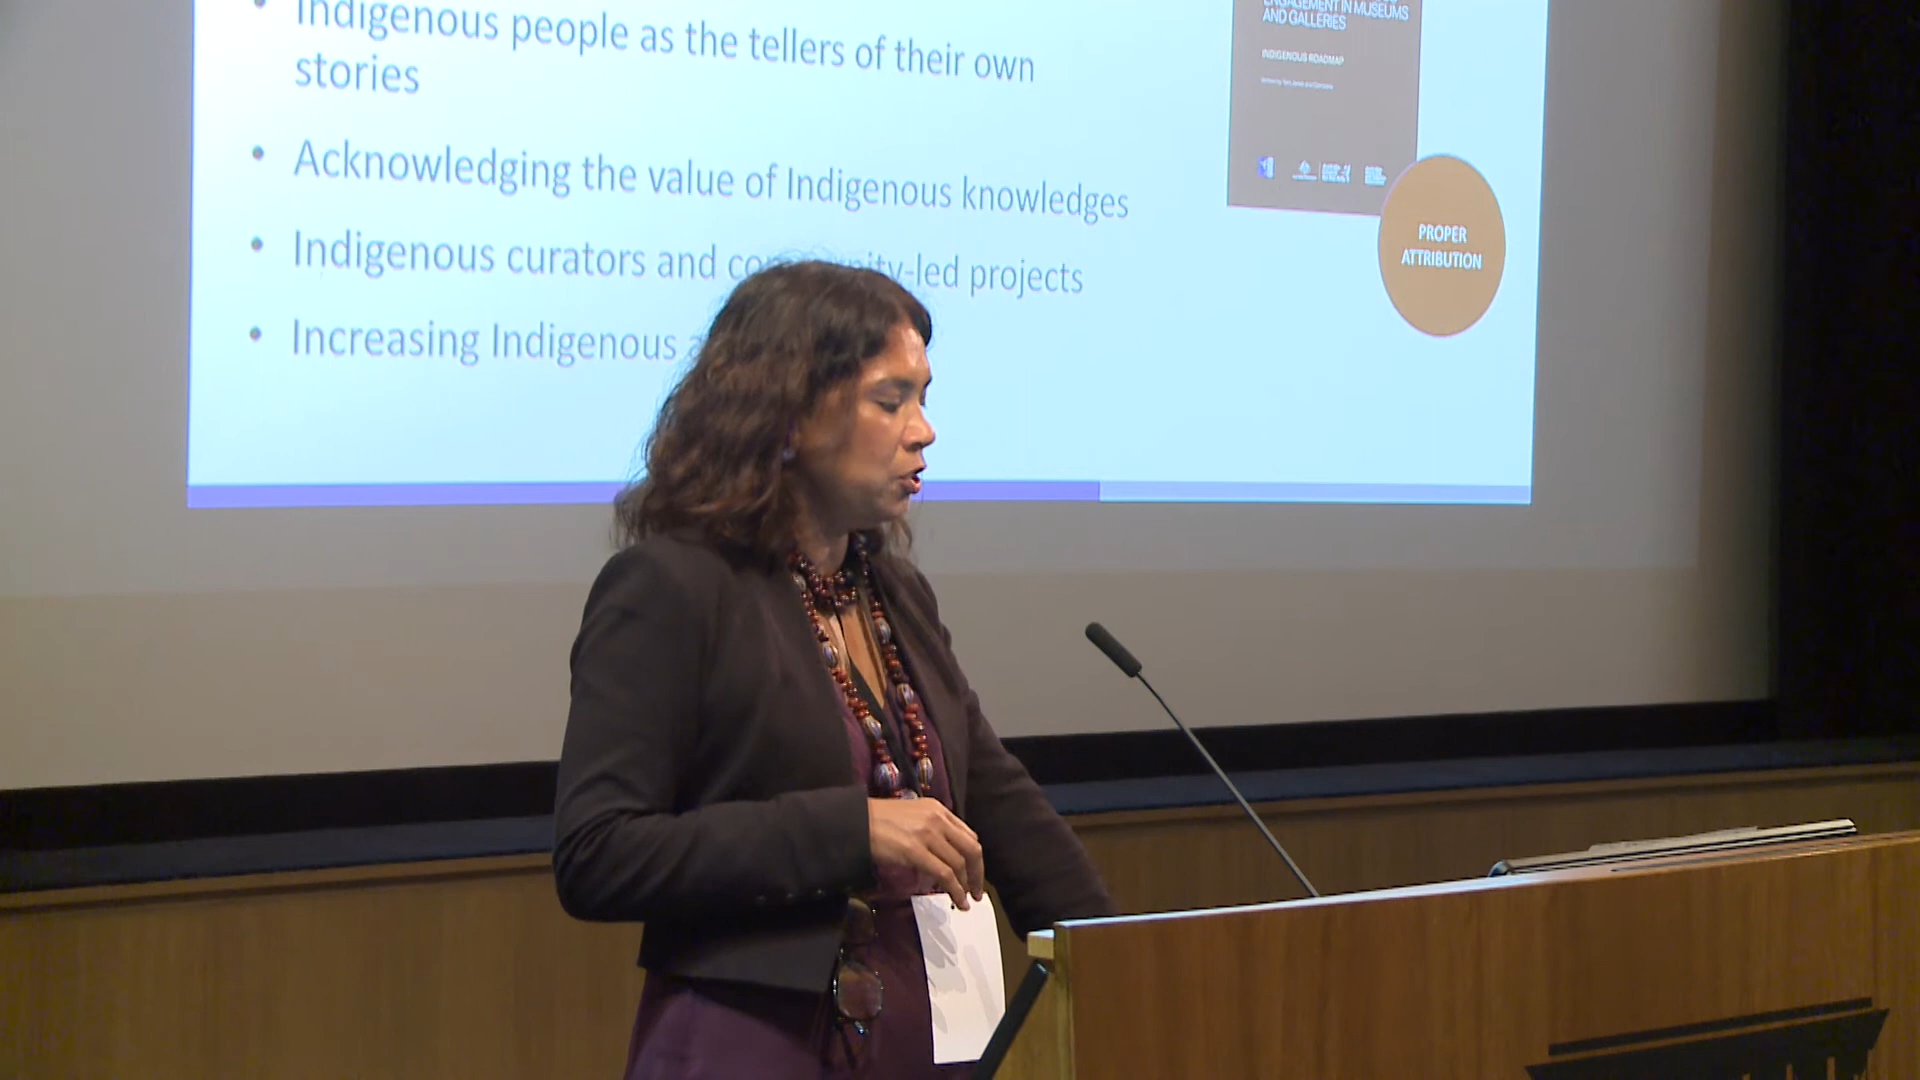 Indigenous people as the tellers of their own
stories
Acknowledging the value of Indigenous knowledges
Indigenous curators and -led projects
Increasing Indigenous
ENGAGEMENT IN MUSEUMS
AND GALLERIES
INDIGENOUS ROADMAP
PROPER
ATTRIBUTION